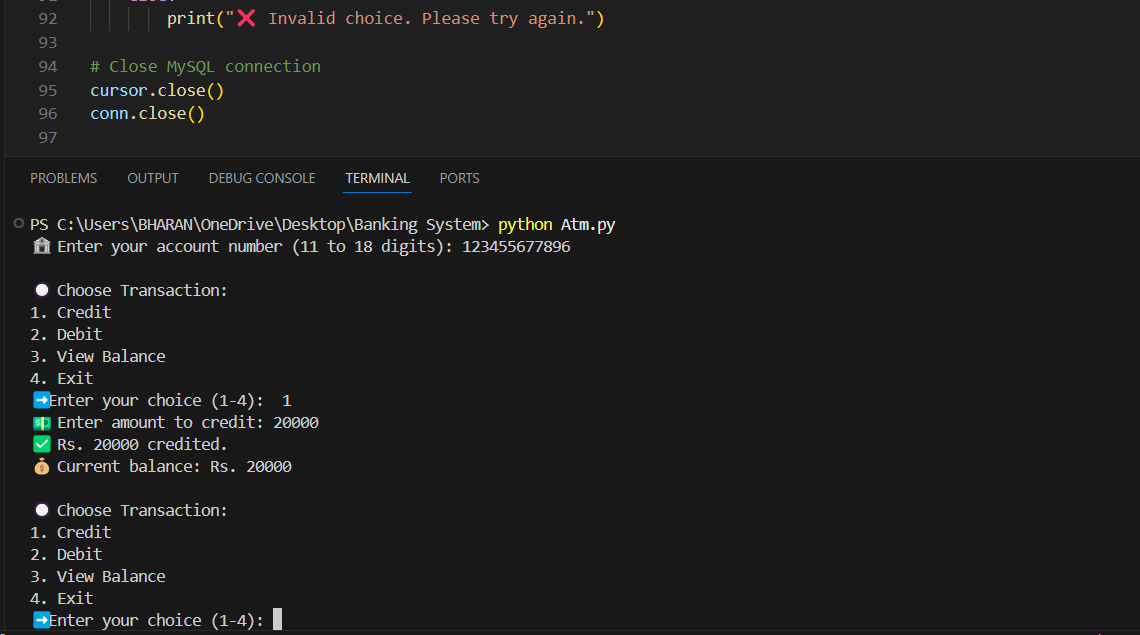 92 print("❌ Invalid choice. Please try again.")
93
94 # Close MySQL connection
95 cursor.close()
96 conn.close()
97
PROBLEMS OUTPUT DEBUG CONSOLE TERMINAL PORTS
PS C:\Users\BHARAN\OneDrive\Desktop\Banking System> python Atm.py
🏦 Enter your account number (11 to 18 digits): 123455677896
⚪ Choose Transaction:
1. Credit
2. Debit
3. View Balance
4. Exit
➡️Enter your choice (1-4): 1
💵 Enter amount to credit: 20000
✅ Rs. 20000 credited.
💰 Current balance: Rs. 20000
⚪ Choose Transaction:
1. Credit
2. Debit
3. View Balance
4. Exit
➡️Enter your choice (1-4):